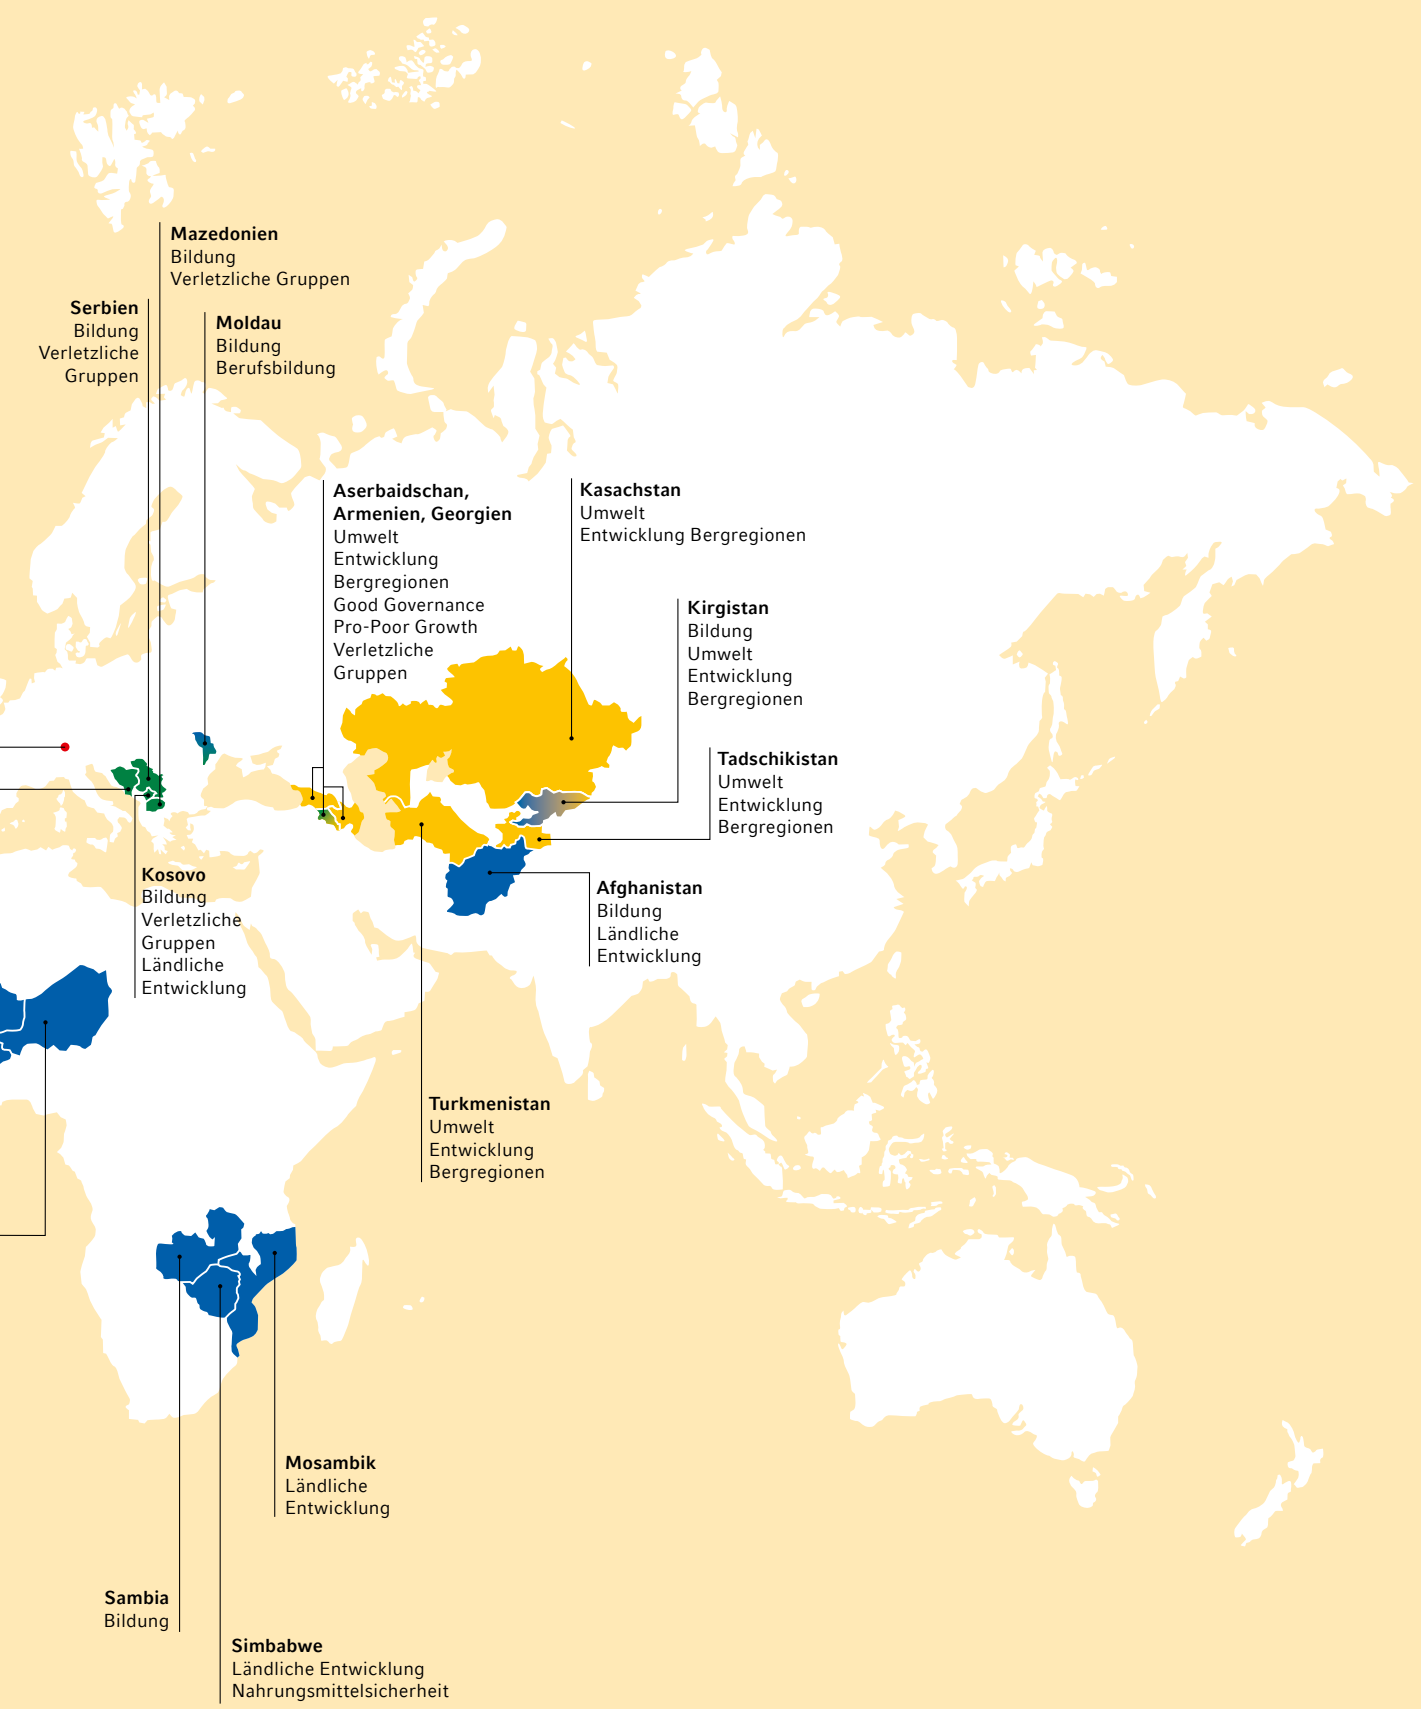 Mazedonien
Bildung
Verletzliche Gruppen
Serbien
Bildung
Verletzliche
Gruppen
Moldau
Bildung
Berufsbildung
Aserbaidschan,
Armenien, Georgien
Umwelt
Entwicklung
Bergregionen
Good Governance
Pro-Poor Growth
Verletzliche
Gruppen
Kasachstan
Umwelt
Entwicklung Bergregionen
Kirgistan
Bildung
Umwelt
Entwicklung
Bergregionen
Tadschikistan
Umwelt
Entwicklung
Bergregionen
Kosovo
Bildung
Verletzliche
Gruppen
Ländliche
Entwicklung
Afghanistan
Bildung
Ländliche
Entwicklung
Turkmenistan
Umwelt
Entwicklung
Bergregionen
Mosambik
Ländliche
Entwicklung
Sambia
Bildung
Simbabwe
Ländliche Entwicklung
Nahrungsmittelsicherheit